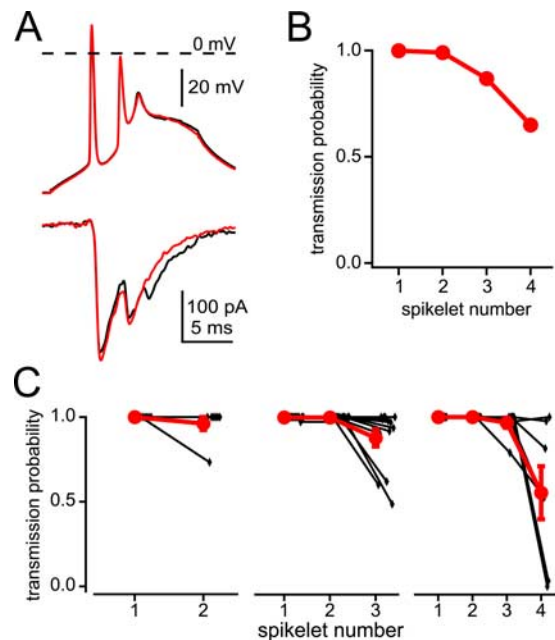 A
0 mV
20 mV
100 pA
5 ms
B
transmission probability
1.0
0.5
0.0
1 2 3 4
spikelet number
C
transmission probability
1.0
0.5
0.0
1 2
1 2 3
1 2 3 4
spikelet number